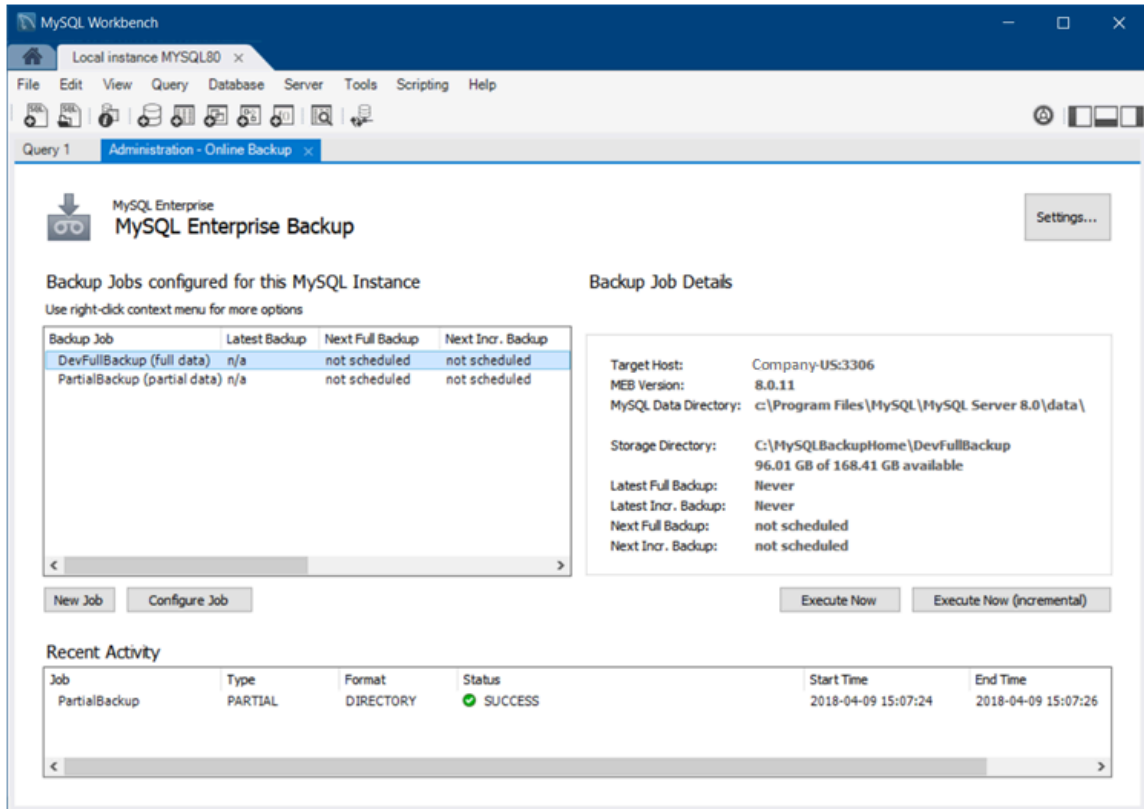 MySQL Workbench
Local instance MYSQL80
File Edit View Query Database Server Tools Scripting Help
Query 1 Administration - Online Backup
MySQL Enterprise
MySQL Enterprise Backup
Settings...
Backup Jobs configured for this MySQL Instance
Use right-click context menu for more options
Backup Job Latest Backup Next Full Backup Next Incr. Backup
DevFullBackup (full data) n/a not scheduled not scheduled
PartialBackup (partial data) n/a not scheduled not scheduled
New Job Configure Job
Backup Job Details
Target Host: Company-US:3306
MEB Version: 8.0.11
MySQL Data Directory: c:\Program Files\MySQL\MySQL Server 8.0\data\
Storage Directory: C:\MySQLBackupHome\DevFullBackup
96.01 GB of 168.41 GB available
Latest Full Backup: Never
Latest Incr. Backup: Never
Next Full Backup: not scheduled
Next Incr. Backup: not scheduled
Execute Now Execute Now (incremental)
Recent Activity
Job Type Format Status Start Time End Time
PartialBackup PARTIAL DIRECTORY SUCCESS 2018-04-09 15:07:24 2018-04-09 15:07:26